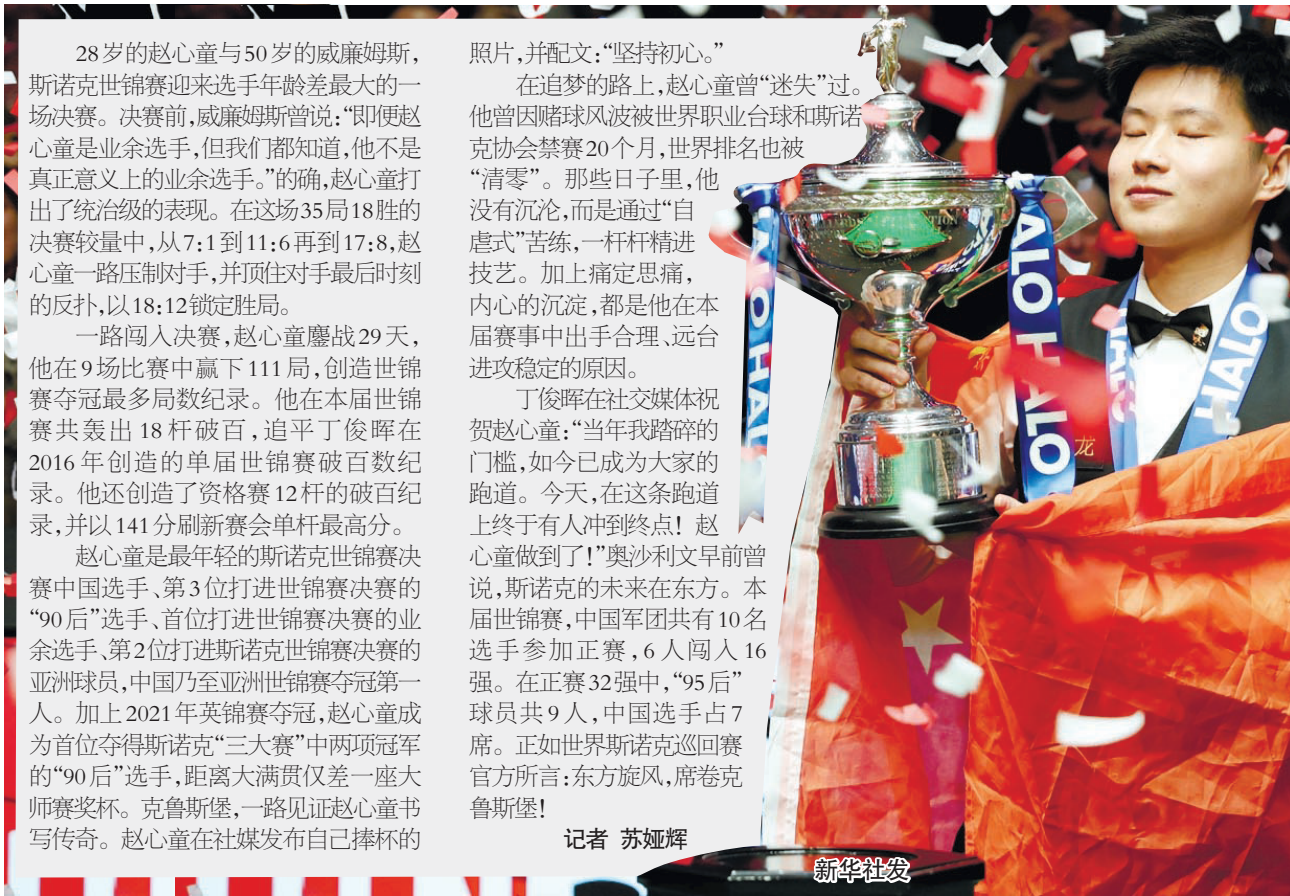 28岁的赵心童与50岁的威廉姆斯，
斯诺克世锦赛迎来选手年龄差最大的一
场决赛。决赛前，威廉姆斯曾说：“即便赵
心童是业余选手，但我们都知道，他不是
真正意义上的业余选手。”的确，赵心童打
出了统治级的表现。在这场35局18胜的
决赛较量中，从7:1到11:6再到17:8，赵
心童一路压制对手，并顶住对手最后时刻
的反扑，以18:12锁定胜局。
一路闯入决赛，赵心童鏖战29天，
他在9场比赛中赢下111局，创造世锦
赛夺冠最多局数纪录。他在本届世锦
赛共轰出18杆破百，追平丁俊晖在
2016年创造的单届世锦赛破百数纪
录。他还创造了资格赛12杆的破百纪
录，并以141分刷新赛会单杆最高分。
赵心童是最年轻的斯诺克世锦赛决
赛中国选手、第3位打进世锦赛决赛的
“90后”选手、首位打进世锦赛决赛的业
余选手、第2位打进斯诺克世锦赛决赛的
亚洲球员，中国乃至亚洲世锦赛夺冠第一
人。加上2021年英锦赛夺冠，赵心童成
为首位夺得斯诺克“三大赛”中两项冠军
的“90后”选手，距离大满贯仅差一座大
师赛奖杯。克鲁斯堡，一路见证赵心童书
写传奇。赵心童在社媒发布自己捧杯的
照片，并配文：“坚持初心。”
在追梦的路上，赵心童曾“迷失”过。
他曾因赌球风波被世界职业台球和斯诺
克协会禁赛20个月，世界排名也被
“清零”。那些日子里，他
没有沉沦，而是通过“自
虐式”苦练，一杆杆精进
技艺。加上痛定思痛，
内心的沉淀，都是他在本
届赛事中出手合理、远台
进攻稳定的原因。
丁俊晖在社交媒体祝
贺赵心童：“当年我踏碎的
门槛，如今已成为大家的
跑道。今天，在这条跑道
上终于有人冲到终点！赵
心童做到了！”奥沙利文早前曾
说，斯诺克的未来在东方。本
届世锦赛，中国军团共有10名
选手参加正赛，6人闯入16
强。在正赛32强中，“95后”
球员共9人，中国选手占7
席。正如世界斯诺克巡回赛
官方所言：东方旋风，席卷克
鲁斯堡！
记者 苏娅辉
HALO
ALO
HALO
龙
新华社发